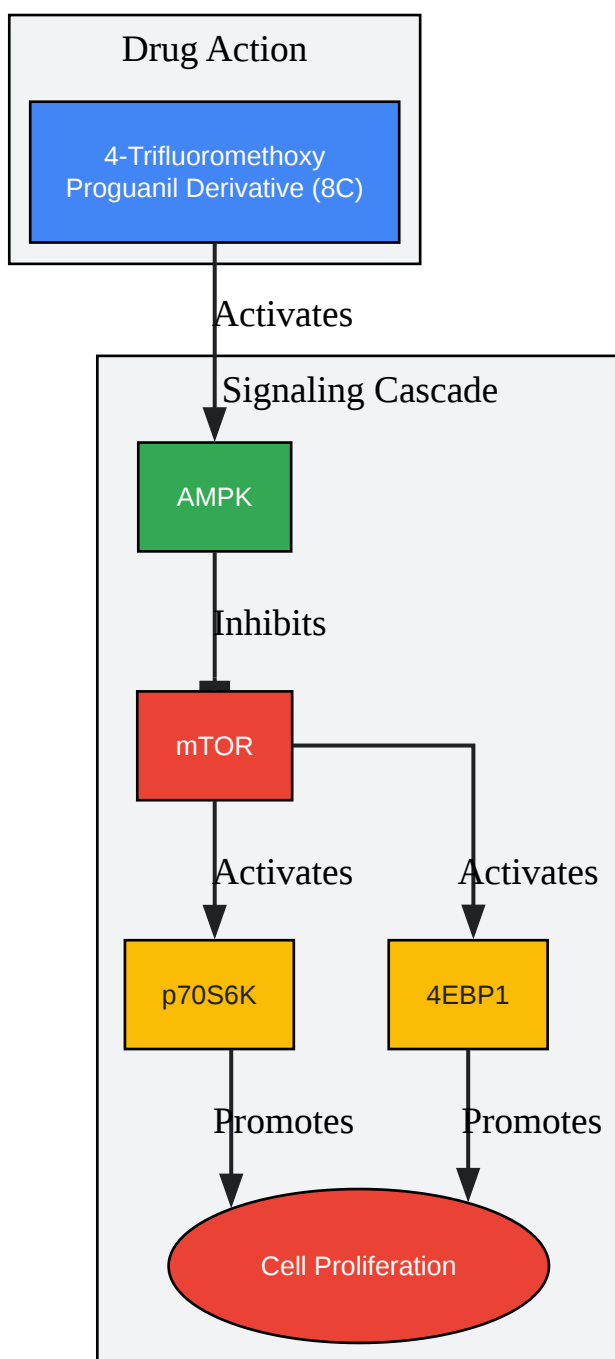 Drug Action
4-Trifluoromethoxy
Proguanil Derivative (8C)
Activates
Signaling Cascade
AMPK
Inhibits
mTOR
Activates
Activates
p70S6K
4EBP1
Promotes
Promotes
Cell Proliferation